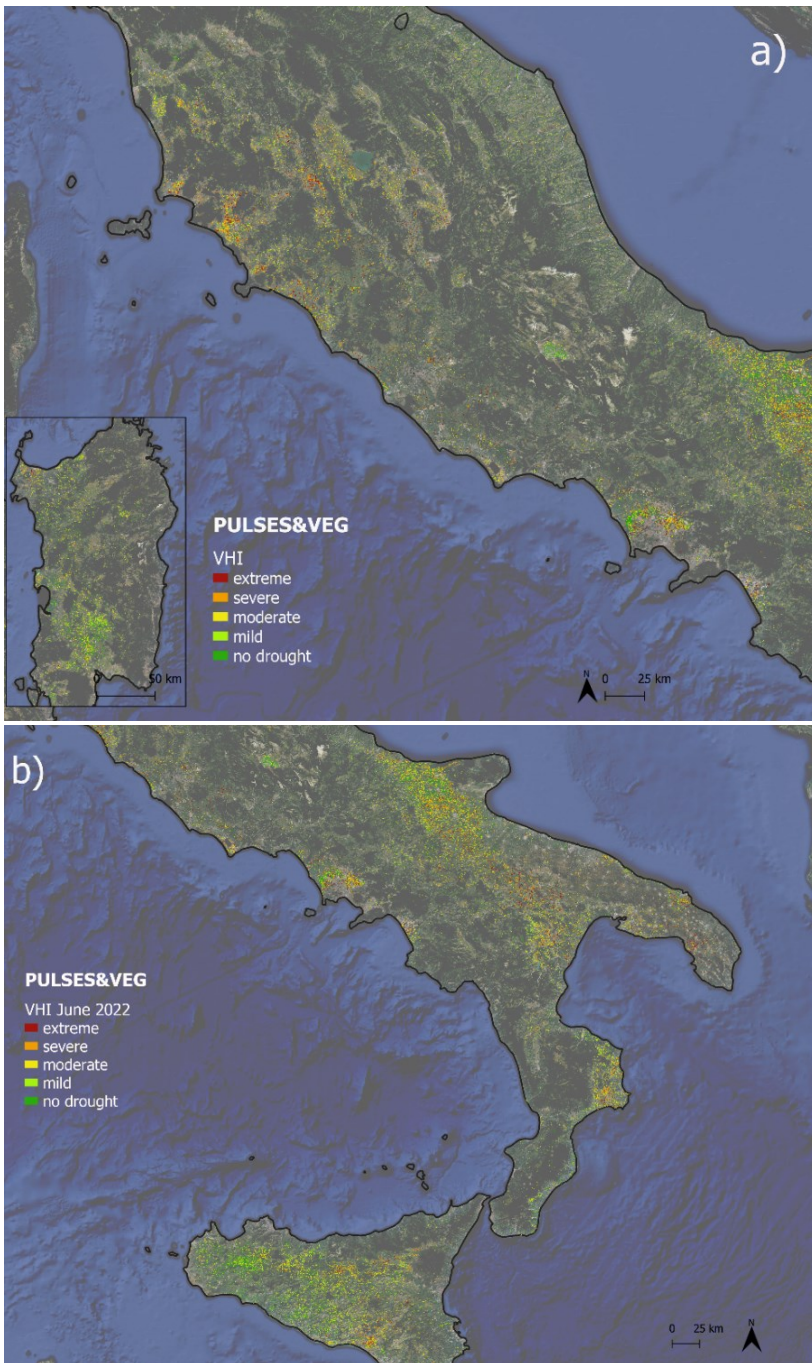 a)
PULSES&VEG
VHI
extreme
severe
moderate
mild
no drought
50 km
N
0 25 km
b)
PULSES&VEG
VHI June 2022
extreme
severe
moderate
mild
no drought
0 25 km
N